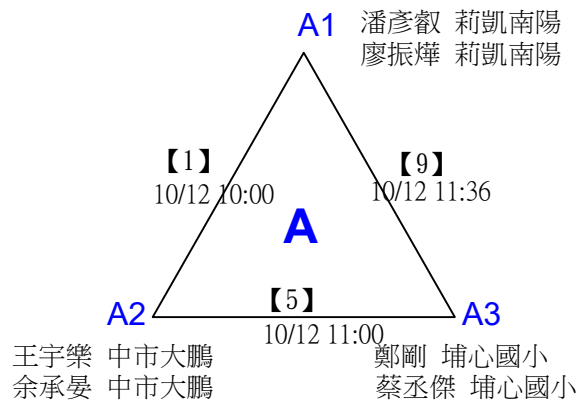 A1 潘彥叡 莉凱南陽
廖振燁 莉凱南陽
【1】 【9】
10/12 10:00 10/12 11:36
A
【5】
A2 A3
10/12 11:00
王宇樂 中市大鵬 鄭剛 埔心國小
余承晏 中市大鵬 蔡丞傑 埔心國小